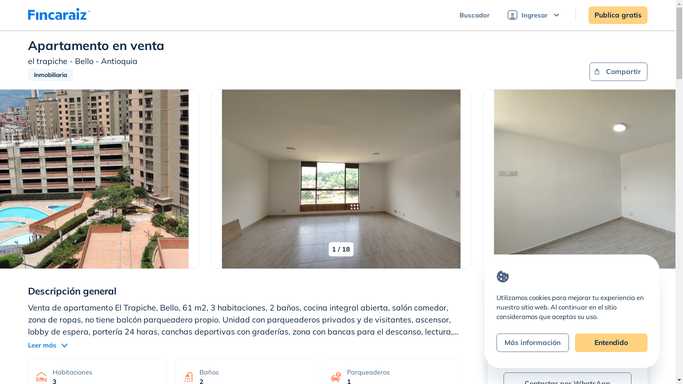 Fincaraiz
Buscador
Ingresar
Publica gratis
Apartamento en venta
el trapiche - Bello - Antioquia
Inmobiliaria
Compartir
1 / 18
Descripción general
Venta de apartamento El Trapiche, Bello, 61 m2, 3 habitaciones, 2 baños, cocina integral abierta, salón comedor,
zona de ropas, no tiene balcón parqueadero propio. Unidad con parqueaderos privados y de visitantes, ascensor,
lobby de espera, portería 24 horas, canchas deportivas con graderías, zona con bancas para el descanso, lectura,...
Leer más
Habitaciones
3
Baños
2
Parqueaderos
1
Utilizamos cookies para mejorar tu experiencia en
nuestro sitio web. Al continuar en el sitio
consideramos que aceptas su uso.
Más información
Entendido
Contactar por WhatsApp